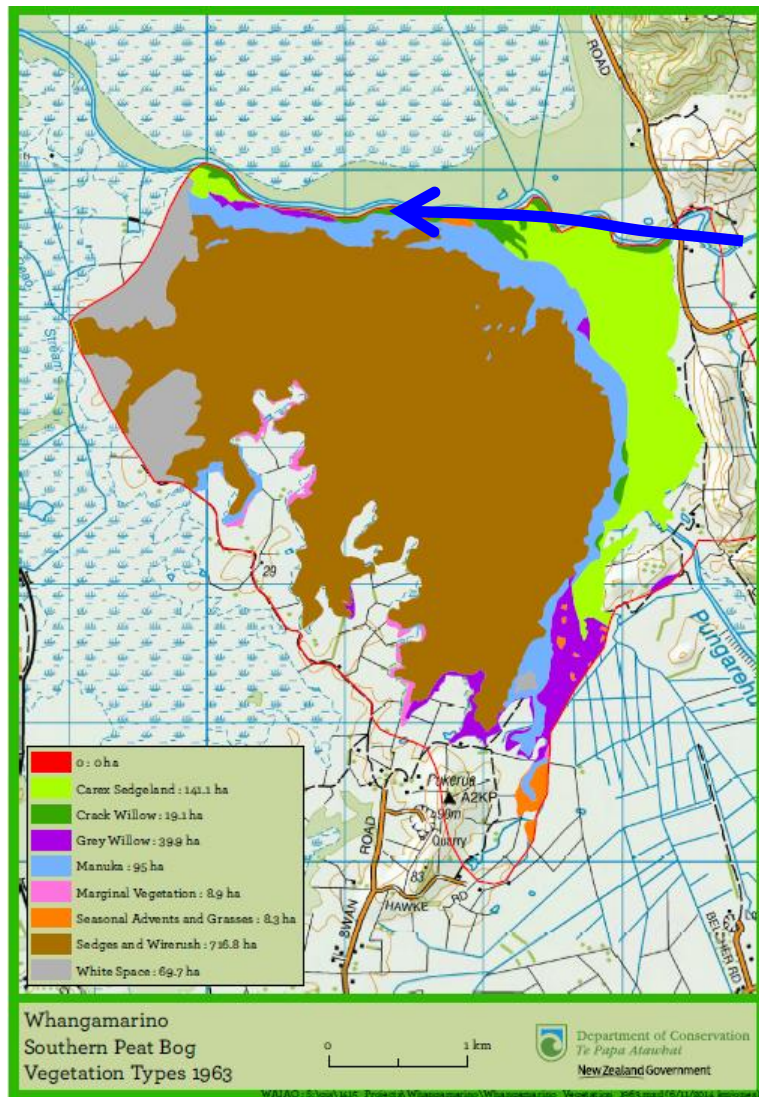 ROAD
Stream
29
Pungarehu
Pukerua
A2KP
Quarry
ROAD
83
SWAN
HAWKE
RD
BELCHER RD
0 : 0 ha
Carex Sedgeland : 141.1 ha
Crack Willow : 19.1 ha
Grey Willow : 39.9 ha
Manuka : 95 ha
Marginal Vegetation : 8.9 ha
Seasonal Advents and Grasses : 8.3 ha
Sedges and Wirerush : 716.8 ha
White Space : 69.7 ha
Whangamarino
Southern Peat Bog
Vegetation Types 1963
0 1 km
Department of Conservation
Te Papa Atawhai
New Zealand Government